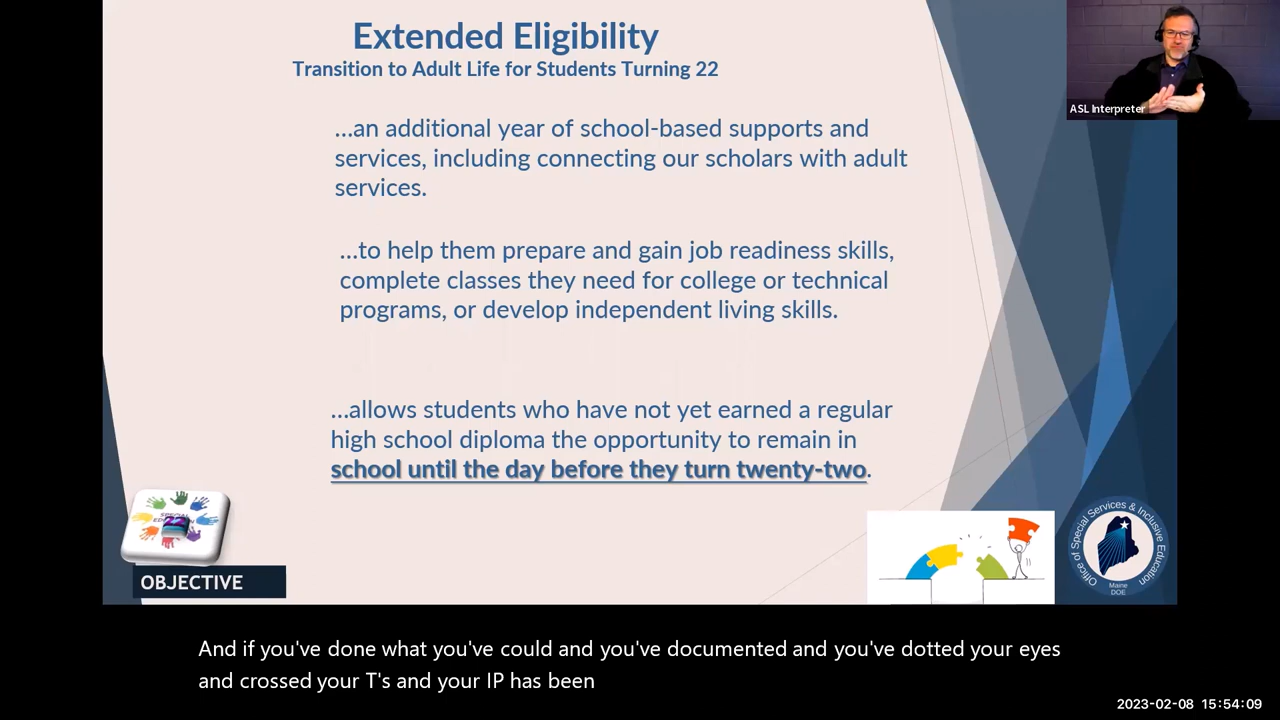 Extended Eligibility
Transition to Adult Life for Students Turning 22
ASL Interpreter
...an additional year of school-based supports and
services, including connecting our scholars with adult
services.
...to help them prepare and gain job readiness skills,
complete classes they need for college or technical
programs, or develop independent living skills.
...allows students who have not yet earned a regular
high school diploma the opportunity to remain in
school until the day before they turn twenty-two.
22
OBJECTIVE
Office of Special Services & Inclusive Education
Maine
DOE
And if you've done what you've could and you've documented and you've dotted your eyes
and crossed your T's and your IP has been
2023-02-08 15:54:09